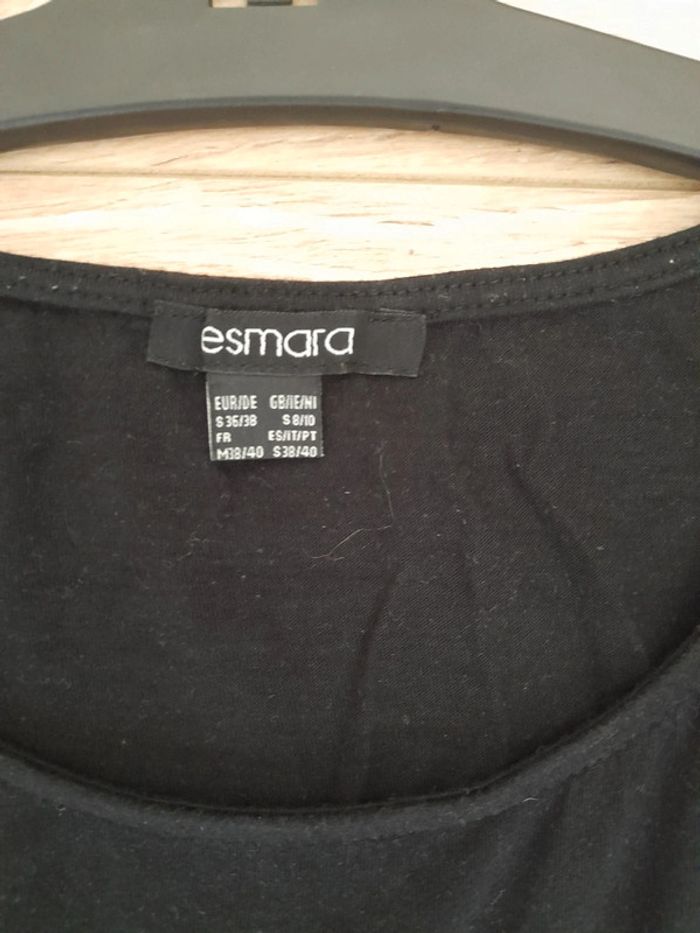 esmara
EUR/DE GB/IE/NI
S 36/38 S 8/10
FR ES/IT/PT
M38/40 S38/40